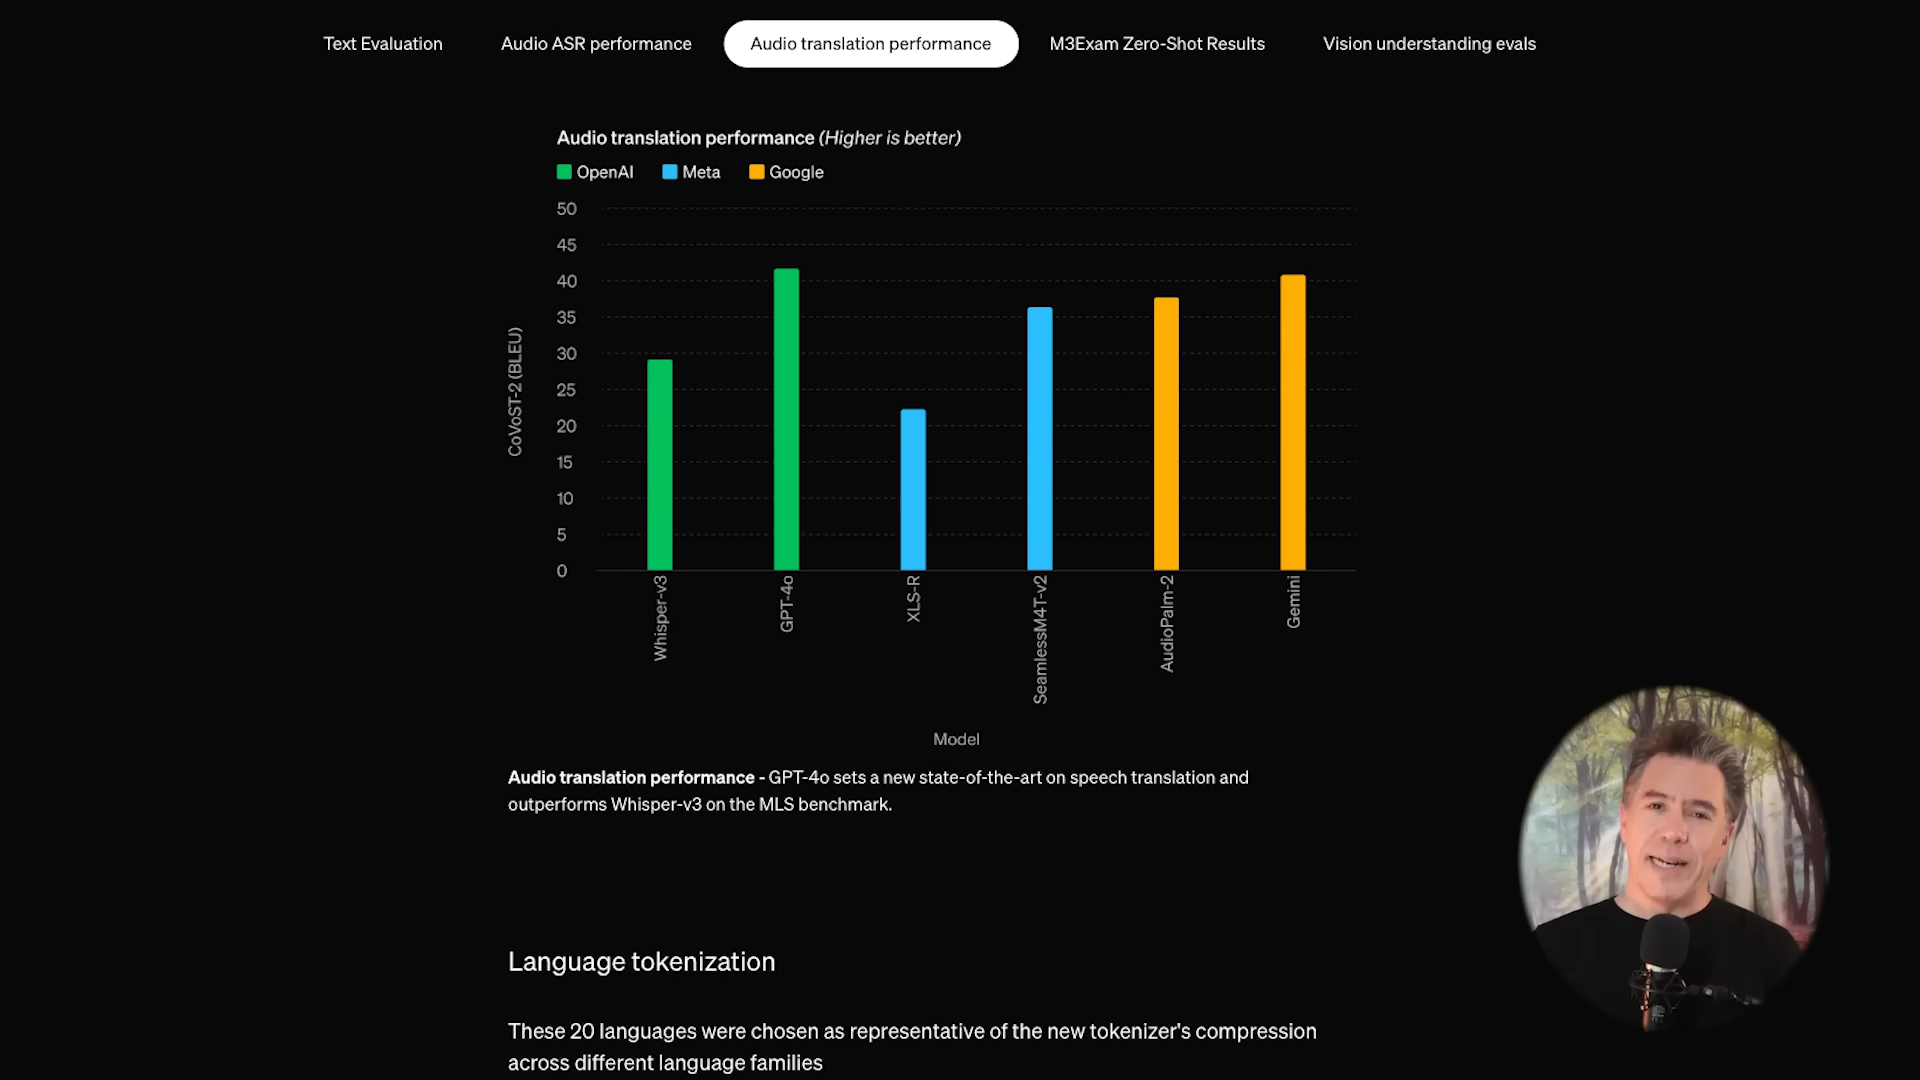 Text Evaluation
Audio ASR performance
Audio translation performance
M3Exam Zero-Shot Results
Vision understanding evals
Audio translation performance (Higher is better)
OpenAI
Meta
Google
50
45
40
35
30
25
20
15
10
5
0
CoVoST-2 (BLEU)
Whisper-v3
GPT-4o
XLS-R
SeamlessM4T-v2
AudioPalm-2
Gemini
Model
Audio translation performance - GPT-4o sets a new state-of-the-art on speech translation and
outperforms Whisper-v3 on the MLS benchmark.
Language tokenization
These 20 languages were chosen as representative of the new tokenizer's compression
across different language families